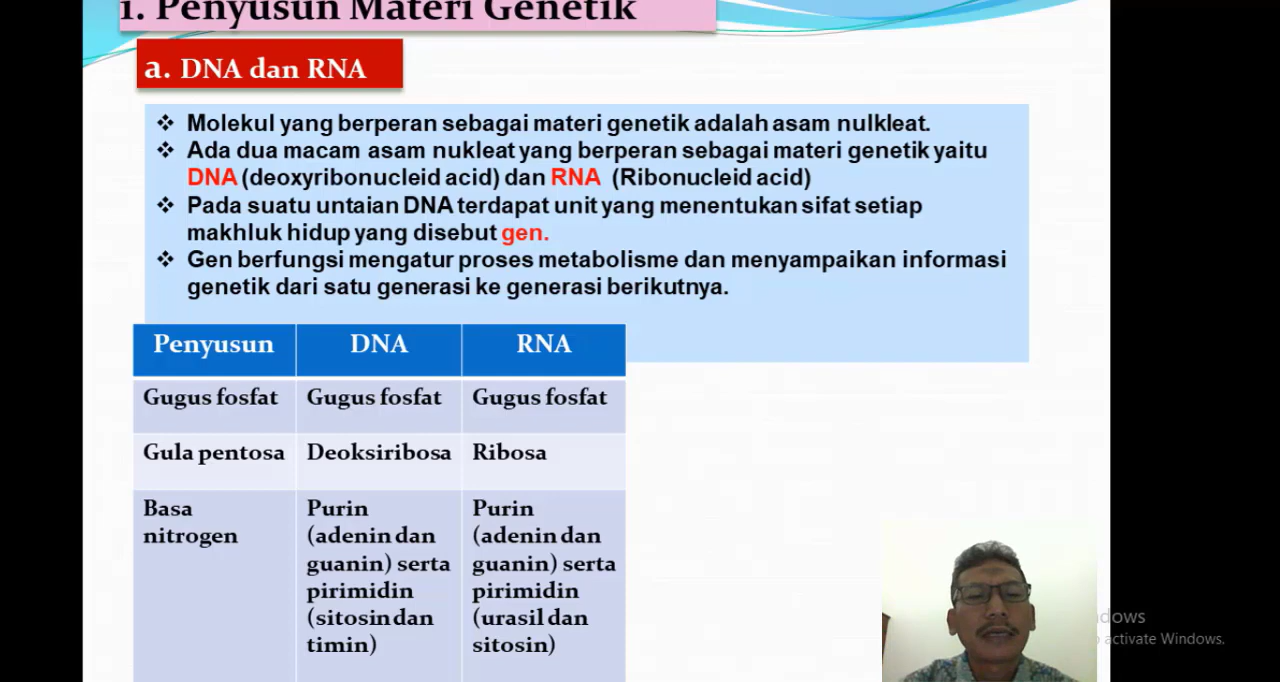 1. Penyusun Materi Genetik
a. DNA dan RNA
❖ Molekul yang berperan sebagai materi genetik adalah asam nulkleat.
❖ Ada dua macam asam nukleat yang berperan sebagai materi genetik yaitu
DNA (deoxyribonucleid acid) dan RNA (Ribonucleid acid)
❖ Pada suatu untaian DNA terdapat unit yang menentukan sifat setiap
makhluk hidup yang disebut gen.
❖ Gen berfungsi mengatur proses metabolisme dan menyampaikan informasi
genetik dari satu generasi ke generasi berikutnya.
Penyusun DNA RNA
Gugus fosfat Gugus fosfat Gugus fosfat
Gula pentosa Deoksiribosa Ribosa
Basa Purin Purin
nitrogen (adenin dan (adenin dan
guanin) serta guanin) serta
pirimidin pirimidin
(sitosin dan (urasil dan
timin) sitosin)
activate Windows.